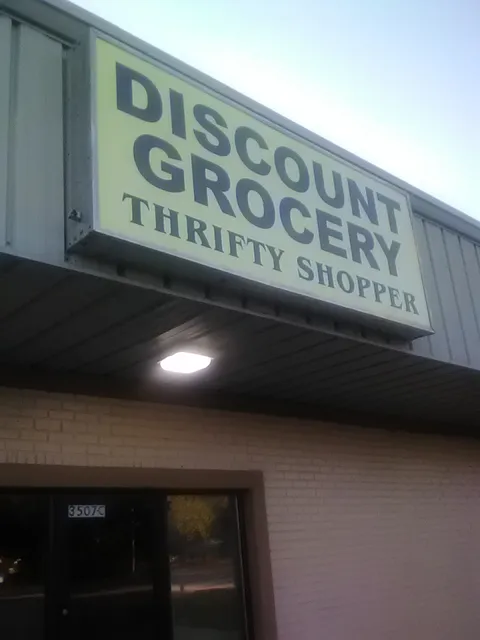 DISCOUNT
GROCERY
THRIFTY SHOPPER
3507C